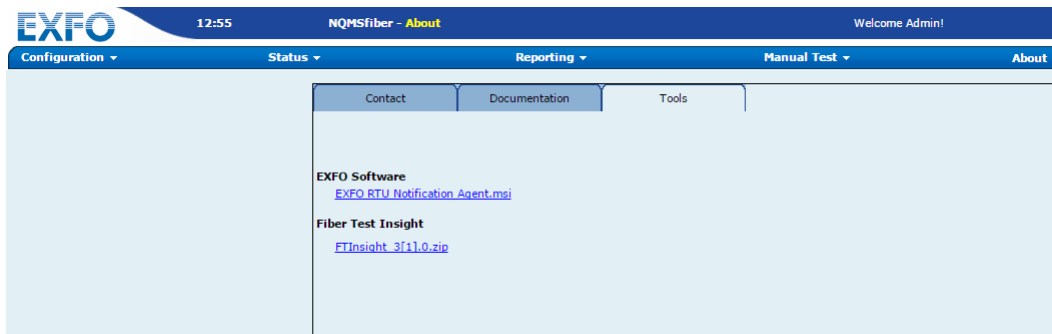 EXFO 12:55 NQMSfiber - About Welcome Admin!
Configuration Status Reporting Manual Test About
Contact Documentation Tools
EXFO Software
EXFO RTU Notification Agent.msi
Fiber Test Insight
FTInsight_3[1].0.zip